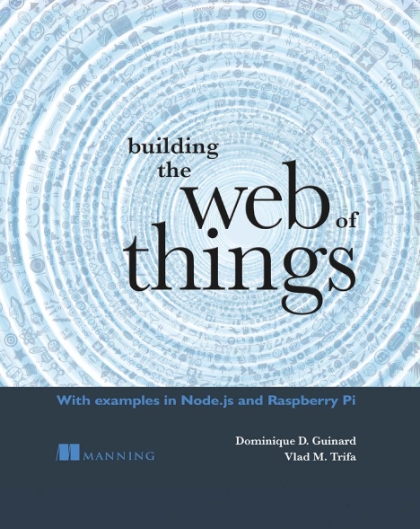 building
the
web of
things
With examples in Node.js and Raspberry Pi
Dominique D. Guinard
MANNING
Vlad M. Trifa